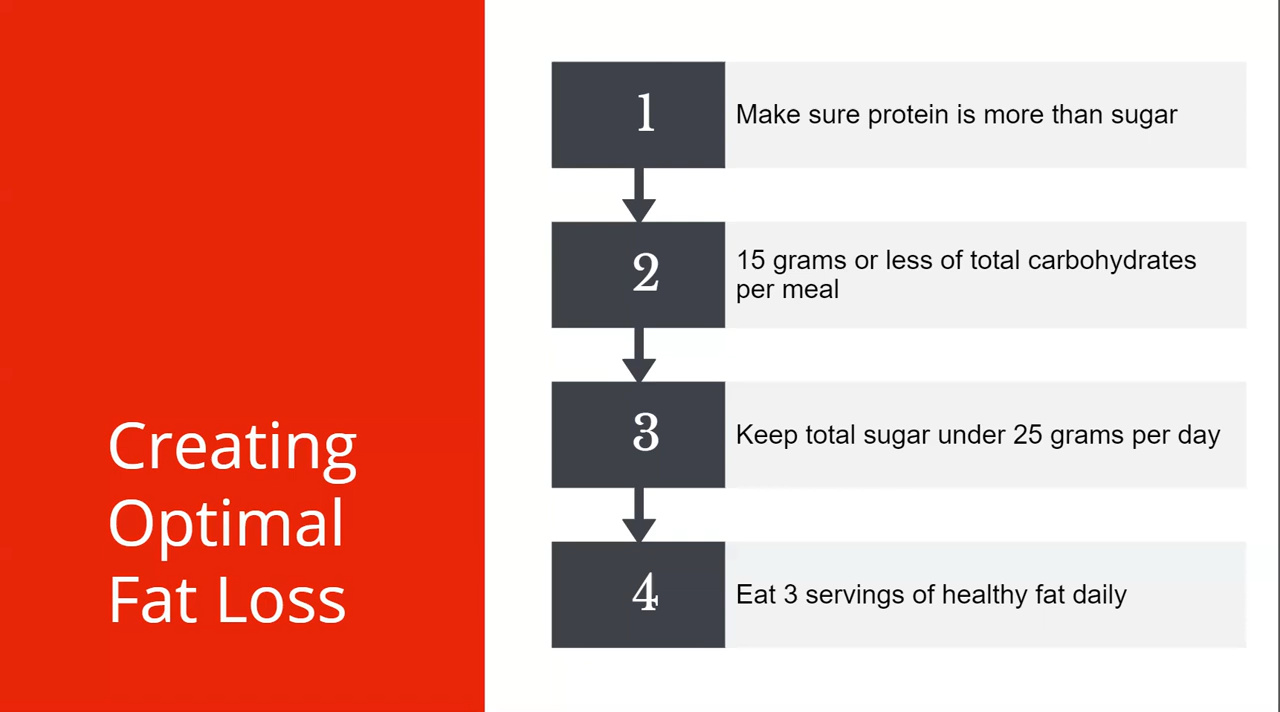 Creating
Optimal
Fat Loss
1
Make sure protein is more than sugar
2
15 grams or less of total carbohydrates
per meal
3
Keep total sugar under 25 grams per day
4
Eat 3 servings of healthy fat daily